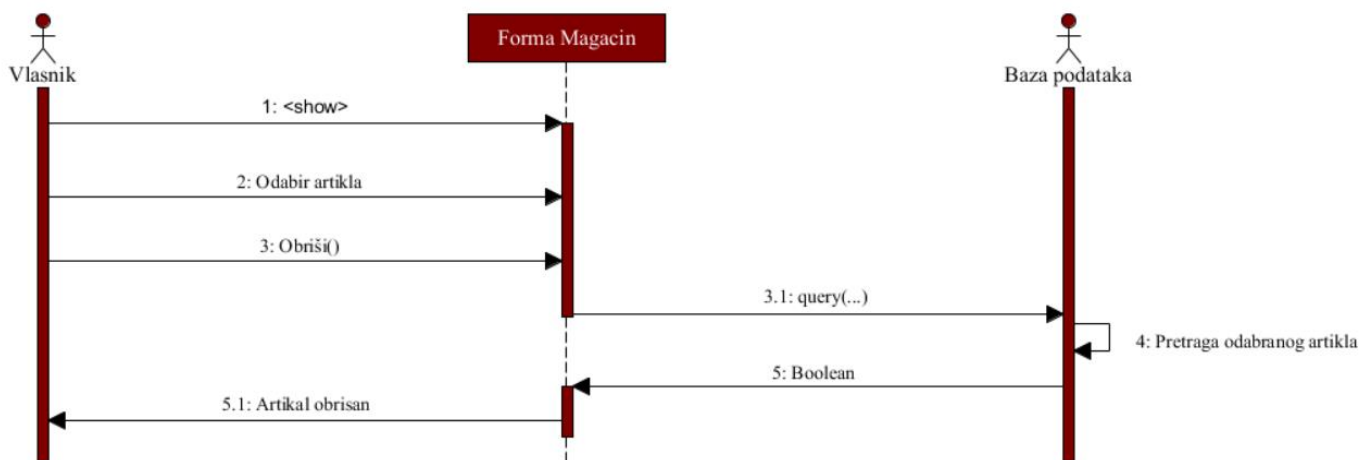 Forma Magacin
Vlasnik
Baza podataka
1: <show>
2: Odabir artikla
3: Obriši()
3.1: query(...)
4: Pretraga odabranog artikla
5: Boolean
5.1: Artikal obrisan